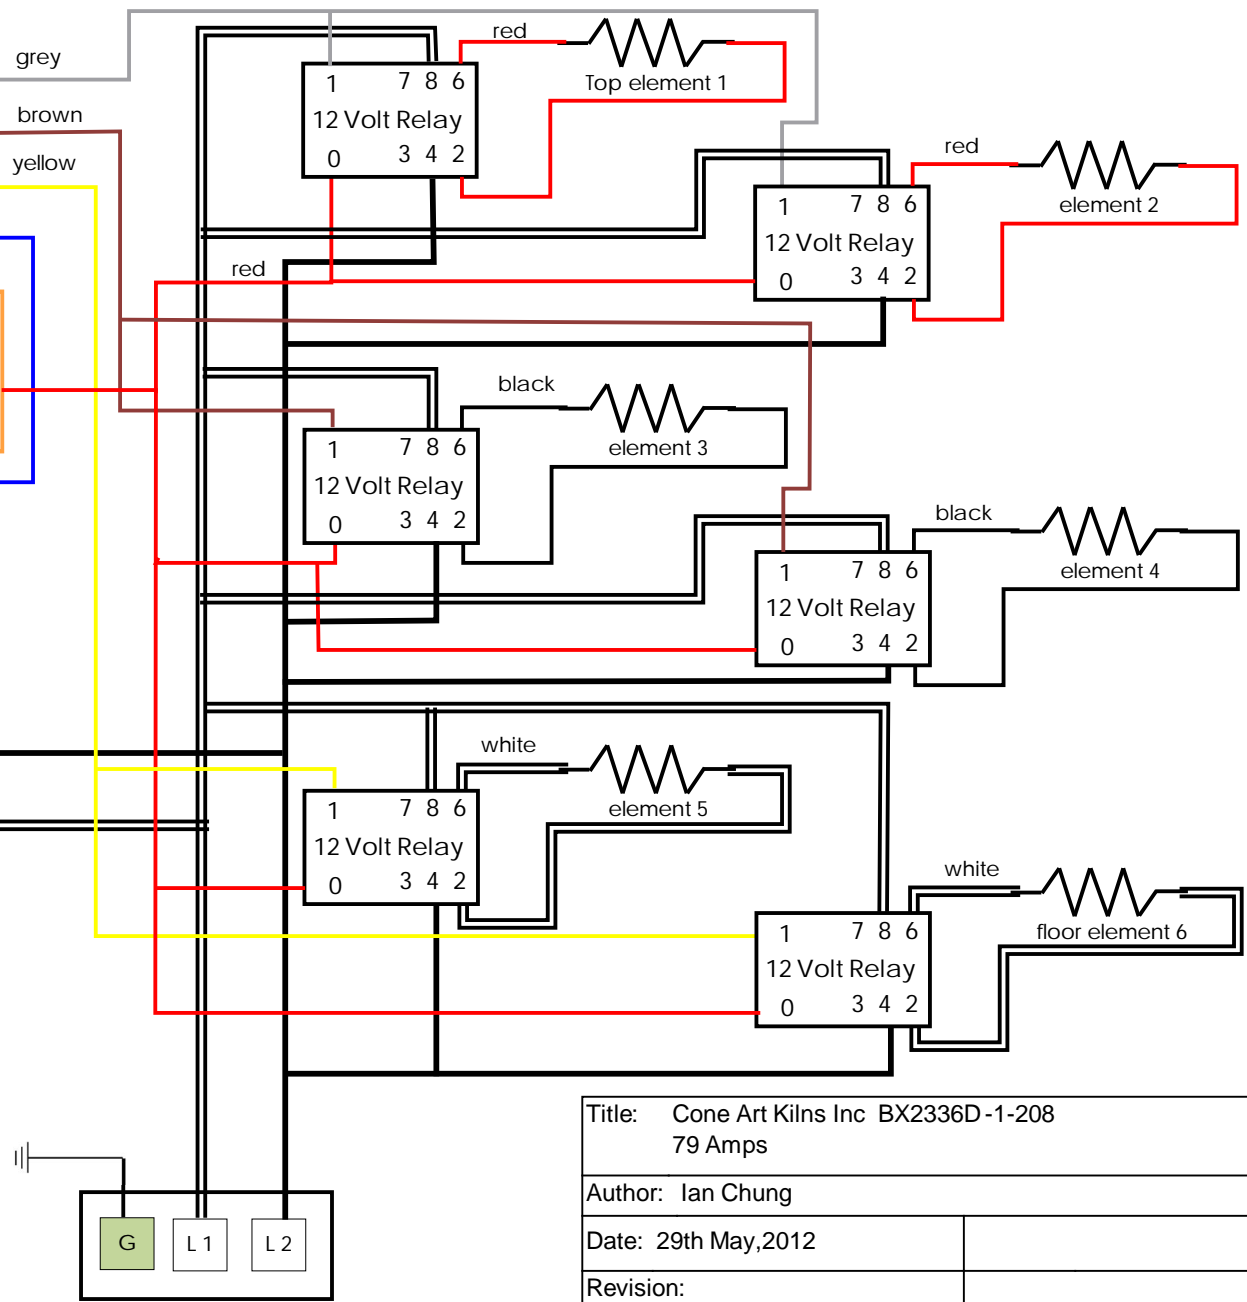 grey
red
Top element 1
1 7 8 6
12 Volt Relay
0 3 4 2
brown
yellow
red
element 2
1 7 8 6
12 Volt Relay
0 3 4 2
red
black
element 3
1 7 8 6
12 Volt Relay
0 3 4 2
black
element 4
1 7 8 6
12 Volt Relay
0 3 4 2
white
element 5
1 7 8 6
12 Volt Relay
0 3 4 2
white
floor element 6
1 7 8 6
12 Volt Relay
0 3 4 2
G
L 1
L 2
Title: Cone Art Kilns Inc BX2336D-1-208
79 Amps
Author: Ian Chung
Date: 29th May,2012
Revision: